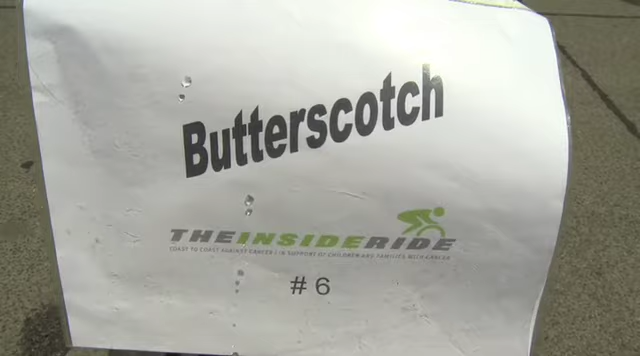 Butterscotch
THEINSIDERIDE
COAST TO COAST AGAINST CANCER | IN SUPPORT OF CHILDREN AND FAMILIES WITH CANCER
# 6